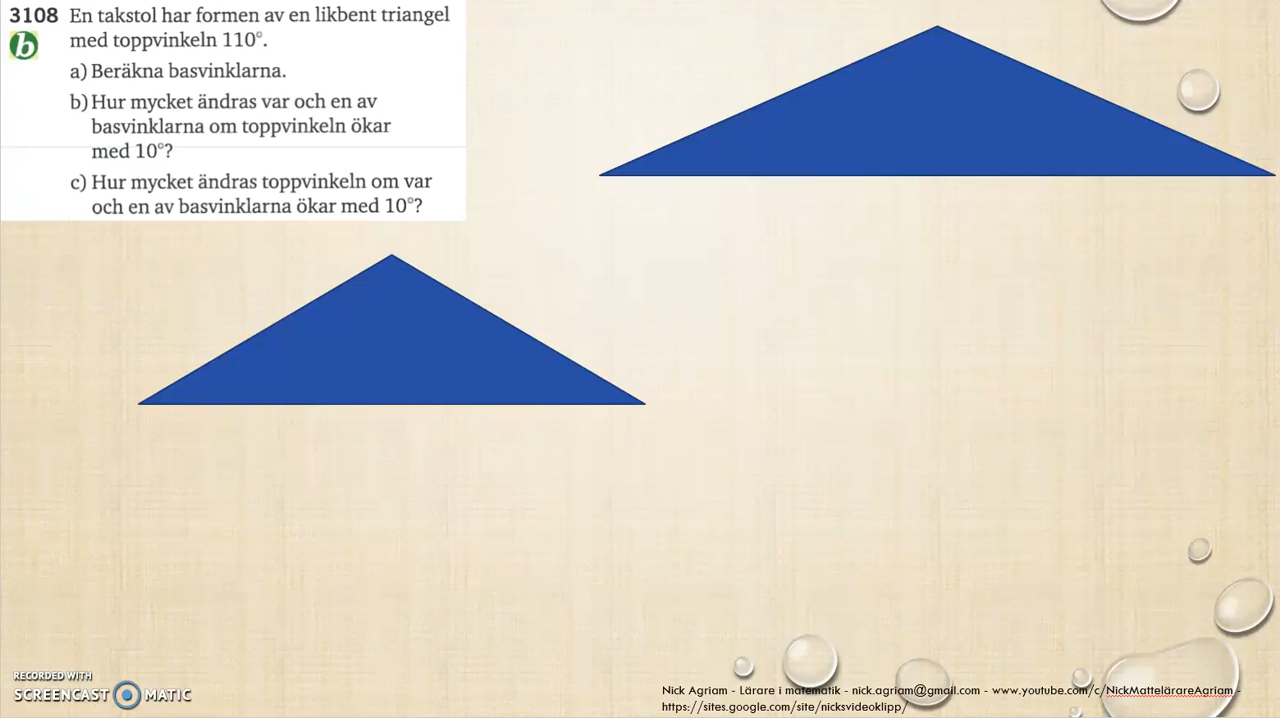 3108 En takstol har formen av en likbent triangel
b med toppvinkeln 110°.
a) Beräkna basvinklarna.
b) Hur mycket ändras var och en av
basvinklarna om toppvinkeln ökar
med 10°?
c) Hur mycket ändras toppvinkeln om var
och en av basvinklarna ökar med 10°?
RECORDED WITH
SCREENCAST MATIC
Nick Agriam - Lärare i matematik - nick.agriam@gmail.com - www.youtube.com/c/NickMattelärareAgriam -
https://sites.google.com/site/nicksvideoklipp/